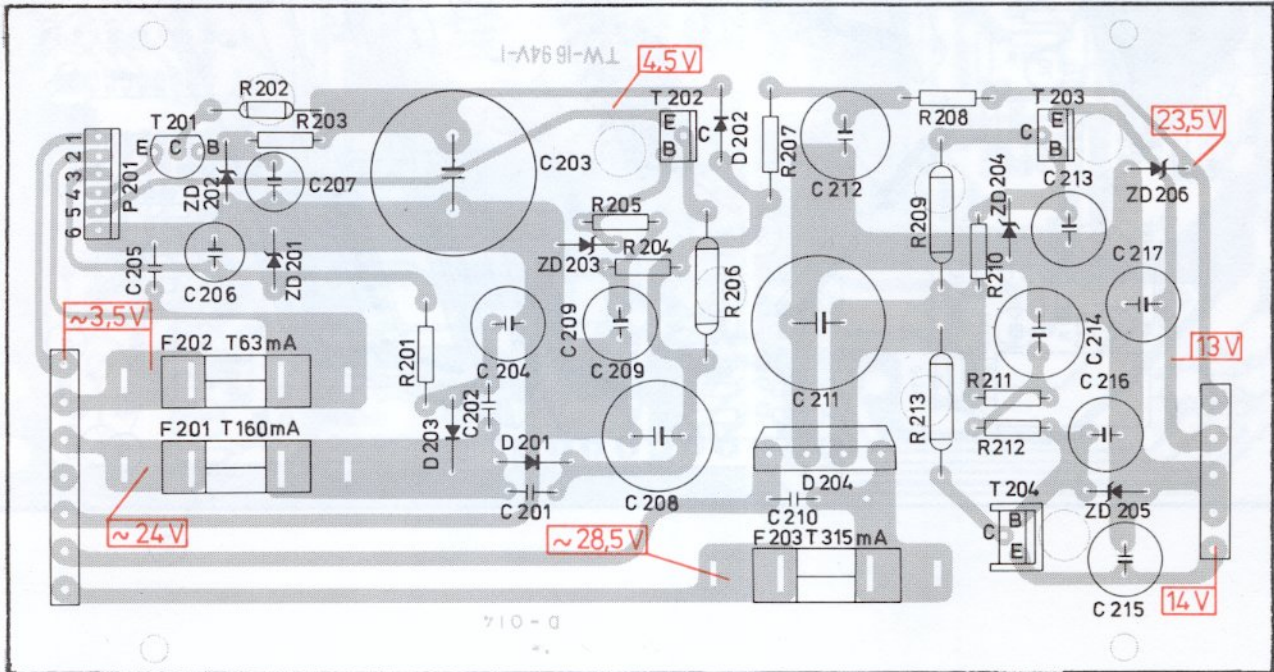 TW-1694V-1
4,5V
R202
T201
R203
E C B
1
2
3
4
5
6
P201
ZD
202
C207
C203
T202
E
C
B
D202
R207
C212
R208
T203
E
C
B
23,5V
C213
ZD206
ZD204
R209
R210
C205
C206
ZD201
R205
R204
ZD203
R206
C217
~3,5V
F202 T63mA
R201
C204
C209
C209
C211
C214
13V
C216
R211
R212
R213
C202
D203
D201
C201
F201 T160mA
C208
D204
C210
T204
C
B
E
ZD205
~24V
~28,5V
F203 T315mA
C215
14V
D-014